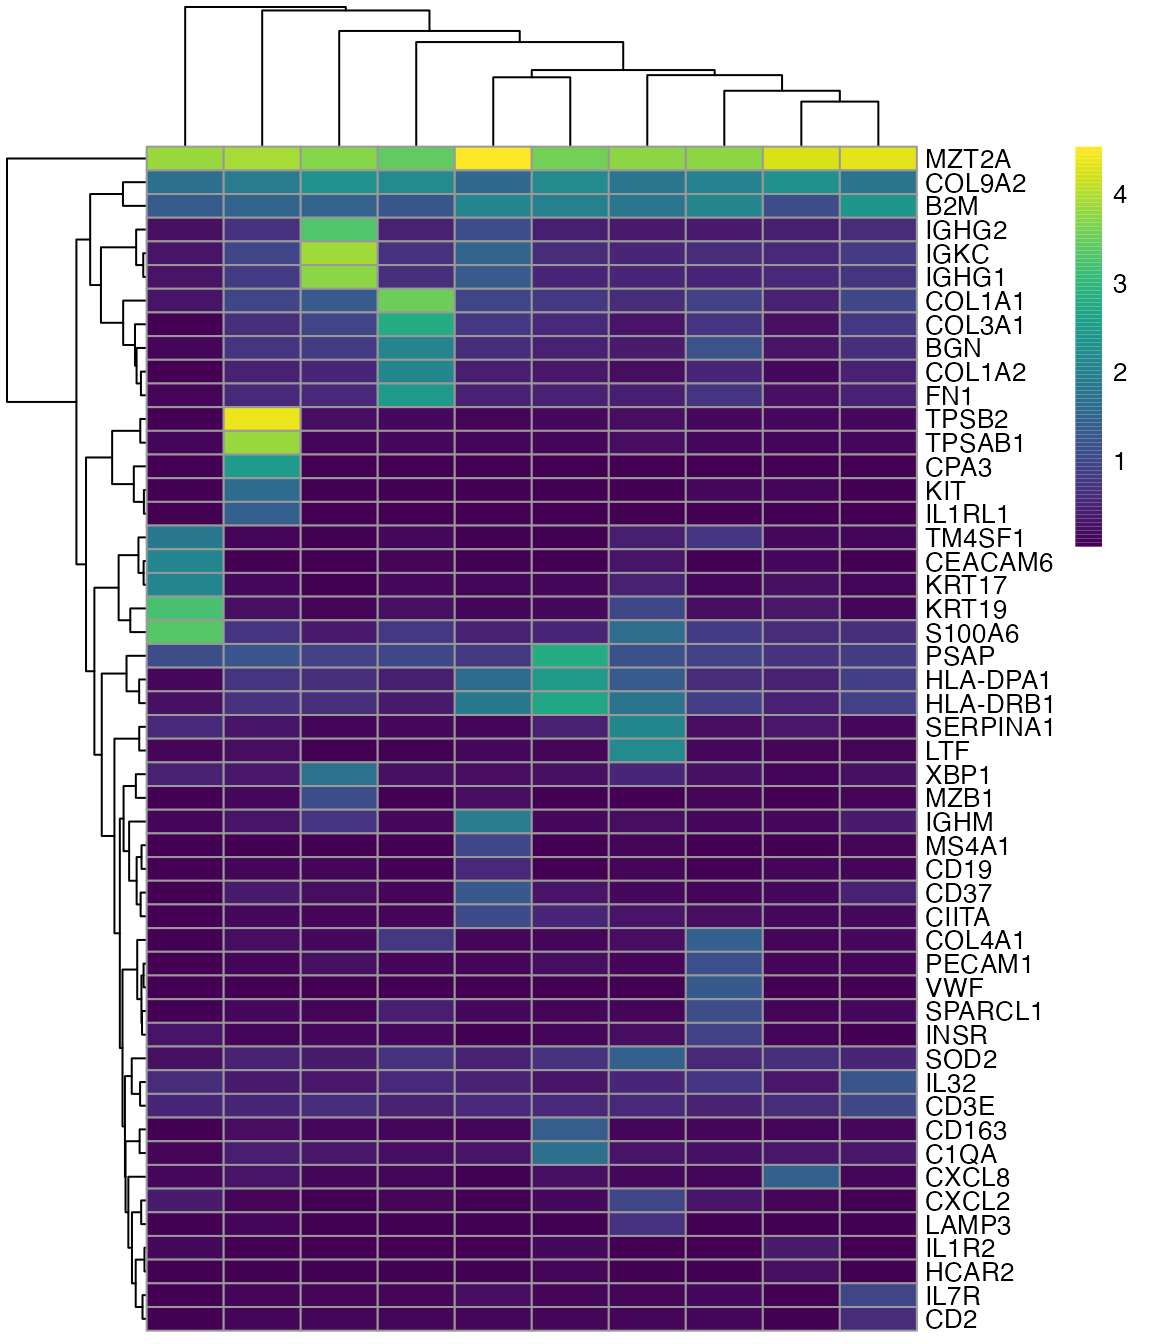 MZT2A
COL9A2
B2M
IGHG2
IGKC
IGHG1
COL1A1
COL3A1
BGN
COL1A2
FN1
TPSB2
TPSAB1
CPA3
KIT
IL1RL1
TM4SF1
CEACAM6
KRT17
KRT19
S100A6
PSAP
HLA-DPA1
HLA-DRB1
SERPINA1
LTF
XBP1
MZB1
IGHM
MS4A1
CD19
CD37
CIITA
COL4A1
PECAM1
VWF
SPARCL1
INSR
SOD2
IL32
CD3E
CD163
C1QA
CXCL8
CXCL2
LAMP3
IL1R2
HCAR2
IL7R
CD2
4
3
2
1